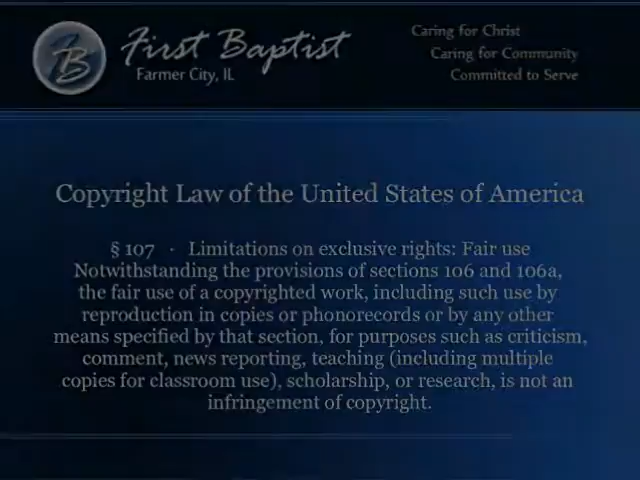 First Baptist
Farmer City, IL
Caring for Christ
Caring for Community
Committed to Serve
Copyright Law of the United States of America
§ 107 · Limitations on exclusive rights: Fair use
Notwithstanding the provisions of sections 106 and 106a,
the fair use of a copyrighted work, including such use by
reproduction in copies or phonorecords or by any other
means specified by that section, for purposes such as criticism,
comment, news reporting, teaching (including multiple
copies for classroom use), scholarship, or research, is not an
infringement of copyright.